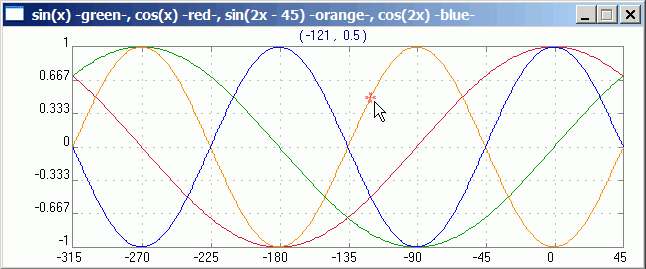 sin(x) -green-, cos(x) -red-, sin(2x - 45) -orange-, cos(2x) -blue-
(-121 , 0.5)
1
0.667
0.333
0
-0.333
-0.667
-1
-315 -270 -225 -180 -135 -90 -45 0 45